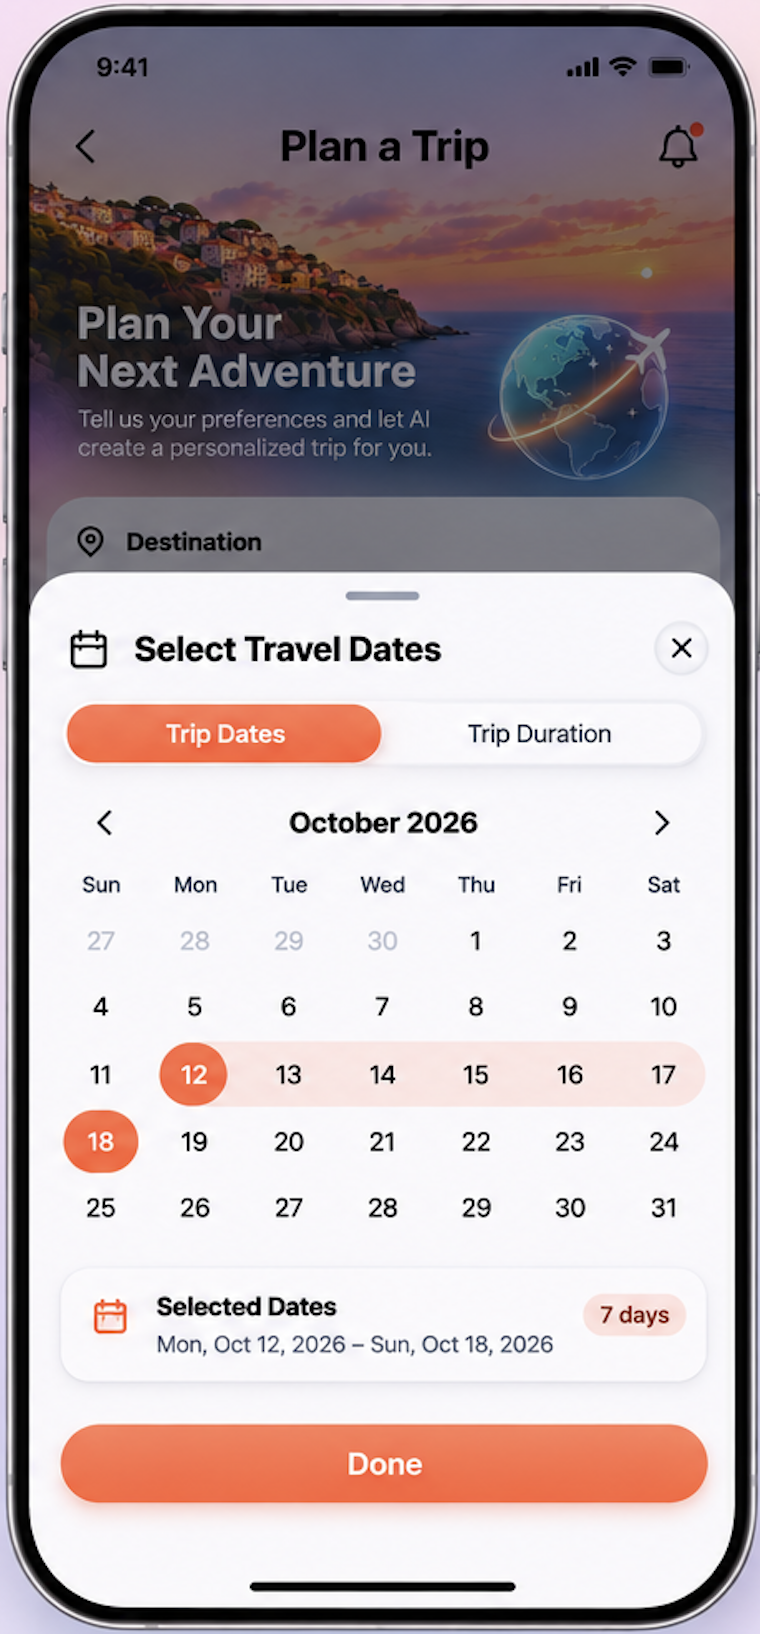 9:41
Plan a Trip
Plan Your
Next Adventure
Tell us your preferences and let AI
create a personalized trip for you.
Destination
Select Travel Dates
Trip Dates Trip Duration
October 2026
Sun Mon Tue Wed Thu Fri Sat
27 28 29 30 1 2 3
4 5 6 7 8 9 10
11 12 13 14 15 16 17
18 19 20 21 22 23 24
25 26 27 28 29 30 31
Selected Dates
7 days
Mon, Oct 12, 2026 – Sun, Oct 18, 2026
Done